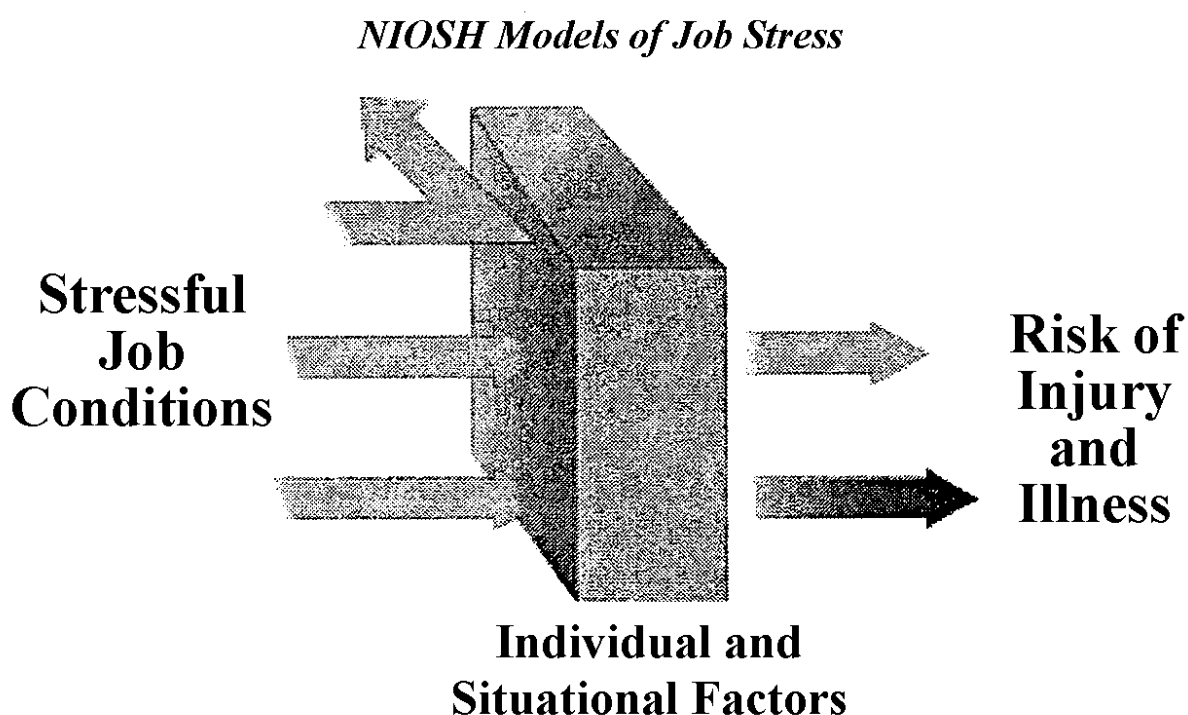 NIOSH Models of Job Stress
Stressful
Job
Conditions
Risk of
Injury
and
Illness
Individual and
Situational Factors